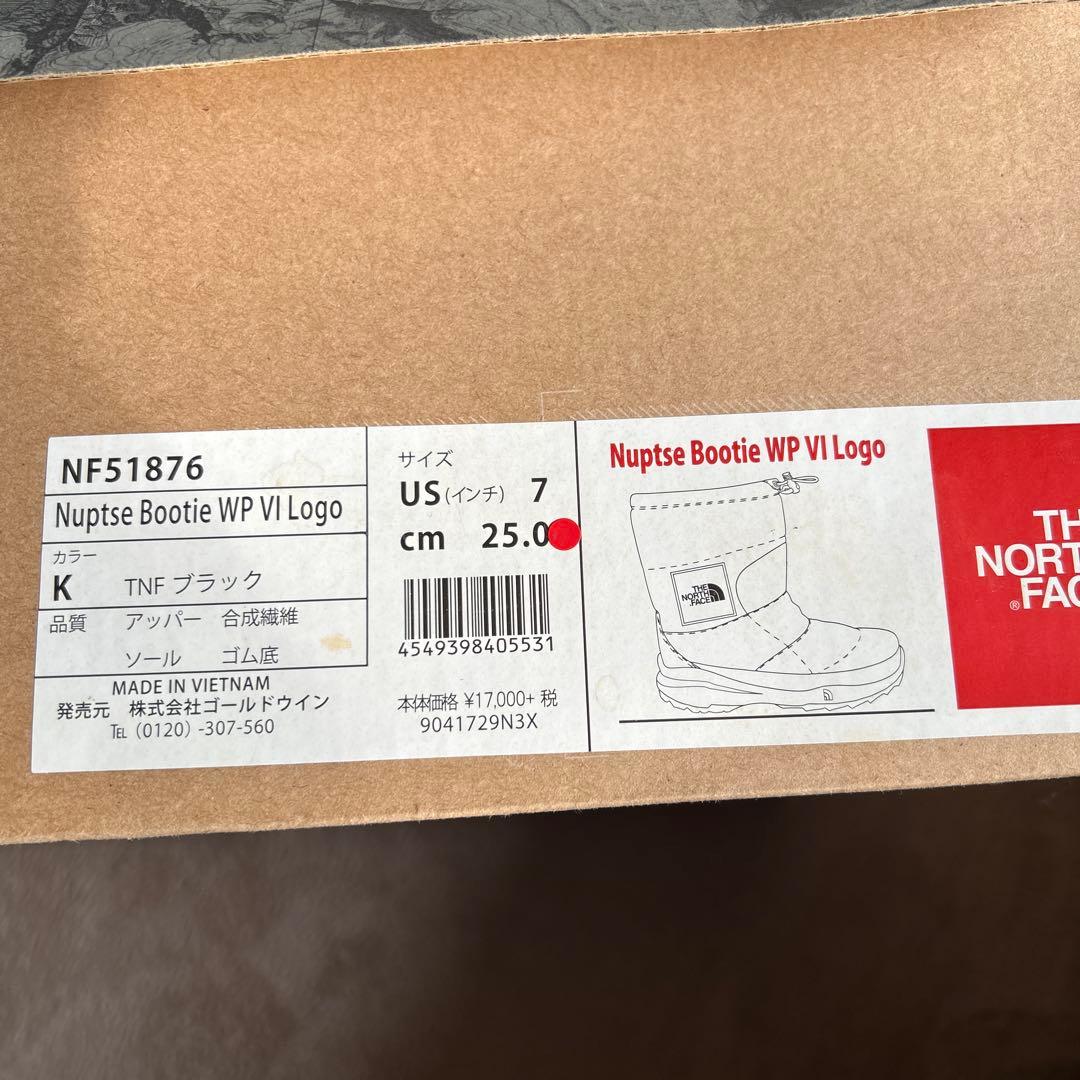 NF51876
Nuptse Bootie WP VI Logo
カラー
K TNF ブラック
品質 アッパー 合成繊維
ソール ゴム底
MADE IN VIETNAM
発売元 株式会社ゴールドウイン
TEL (0120) -307-560
サイズ
US (インチ) 7
cm 25.0
4549398405531
本体価格 ¥17,000+ 税
9041729N3X
Nuptse Bootie WP VI Logo
THE
NORTH
FACE